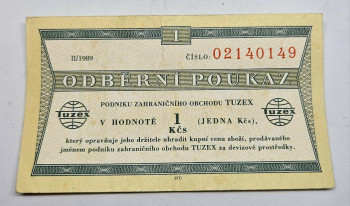 1
II/1989
ČÍSLO: 02140149
ODBĚRNÍ POUKAZ
PODNIKU ZAHRANIČNÍHO OBCHODU TUZEX
Tuzex
V HODNOTĚ 1 (JEDNA Kčs),
Kčs
Tuzex
který opravňuje jeho držitele uhradit kupní cenu zboží, prodávaného
jménem podniku zahraničního obchodu TUZEX za devizové prostředky.